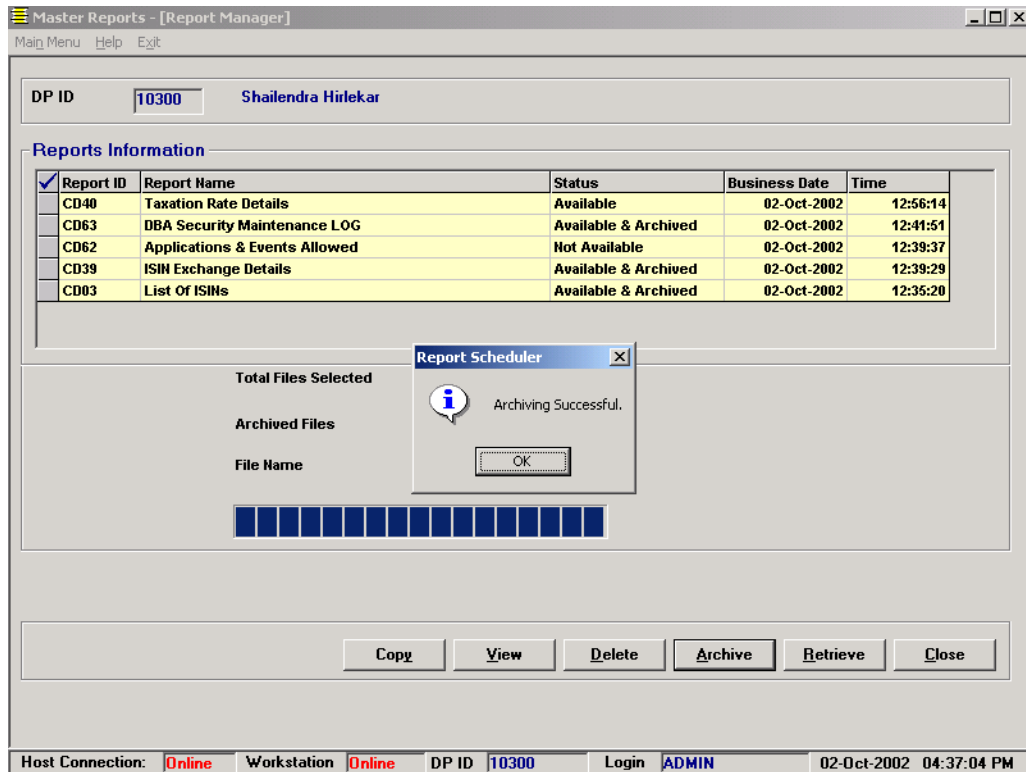 Master Reports - [Report Manager]
Main Menu Help Exit
DP ID 10300 Shailendra Hirlekar
Reports Information
Report ID Report Name Status Business Date Time
CD40 Taxation Rate Details Available 02-Oct-2002 12:56:14
CD63 DBA Security Maintenance LOG Available & Archived 02-Oct-2002 12:41:51
CD62 Applications & Events Allowed Not Available 02-Oct-2002 12:39:37
CD39 ISIN Exchange Details Available & Archived 02-Oct-2002 12:39:29
CD03 List Of ISINs Available & Archived 02-Oct-2002 12:35:20
Report Scheduler
Total Files Selected
Archiving Successful.
Archived Files
File Name
OK
Copy View Delete Archive Retrieve Close
Host Connection: Online Workstation Online DP ID 10300 Login ADMIN 02-Oct-2002 04:37:04 PM